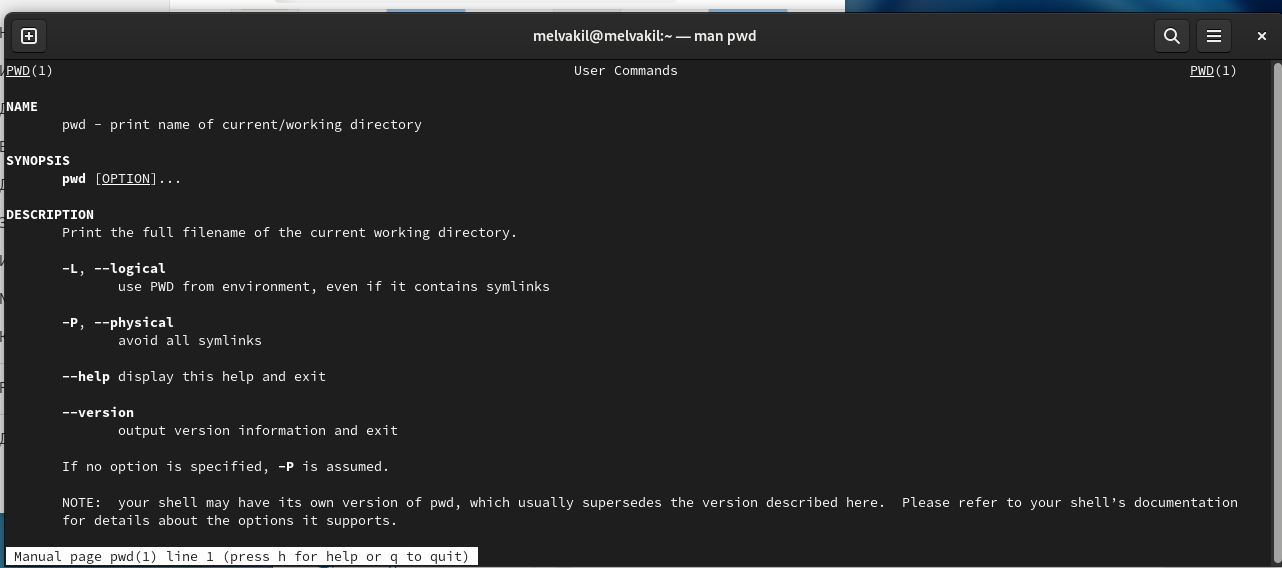 melvakil@melvakil:~ — man pwd
PWD(1) User Commands PWD(1)
NAME
pwd - print name of current/working directory
SYNOPSIS
pwd [OPTION]...
DESCRIPTION
Print the full filename of the current working directory.
-L, --logical
use PWD from environment, even if it contains symlinks
-P, --physical
avoid all symlinks
--help display this help and exit
--version
output version information and exit
If no option is specified, -P is assumed.
NOTE:  your shell may have its own version of pwd, which usually supersedes the version described here.  Please refer to your shell’s documentation
for details about the options it supports.
Manual page pwd(1) line 1 (press h for help or q to quit)